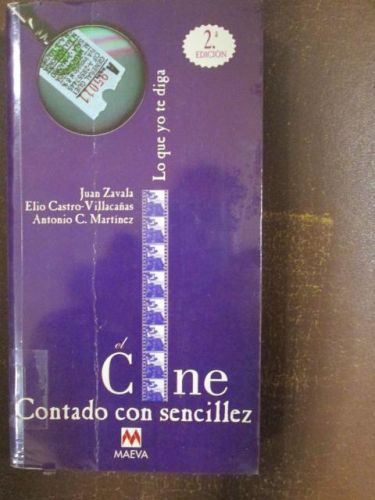 2.ª
EDICIÓN
95011
Lo que yo te diga
Juan Zavala
Elio Castro-Villacañas
Antonio C. Martínez
el
Cine
Contado con sencillez
MAEVA